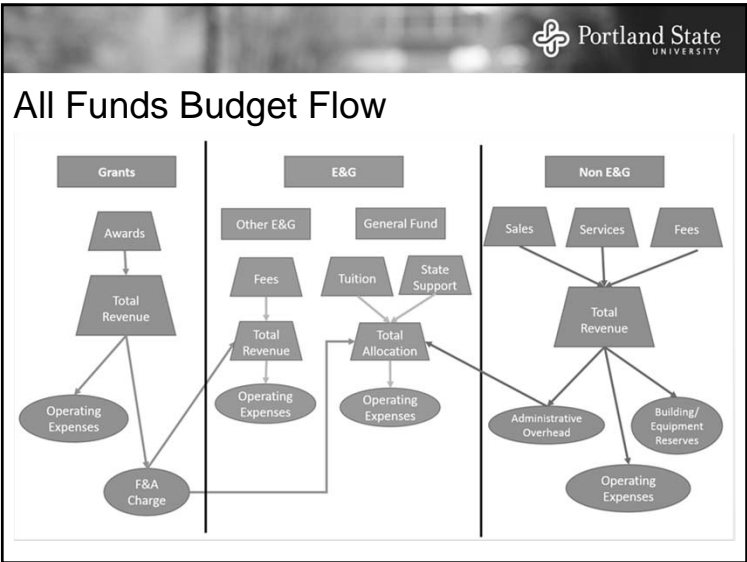 Portland State
UNIVERSITY
All Funds Budget Flow
Grants
E&G
Non E&G
Awards
Total
Revenue
Operating
Expenses
F&A
Charge
Other E&G
General Fund
Fees
Tuition
State
Support
Total
Revenue
Total
Allocation
Operating
Expenses
Operating
Expenses
Sales
Services
Fees
Total
Revenue
Administrative
Overhead
Building/
Equipment
Reserves
Operating
Expenses